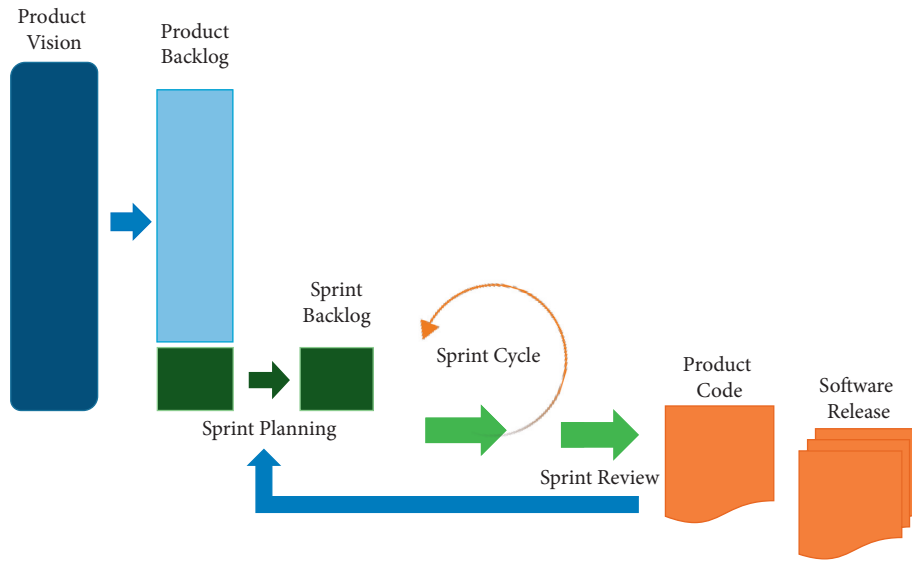 Product
Vision
Product
Backlog
Sprint
Backlog
Sprint Cycle
Sprint Planning
Sprint Review
Product
Code
Software
Release